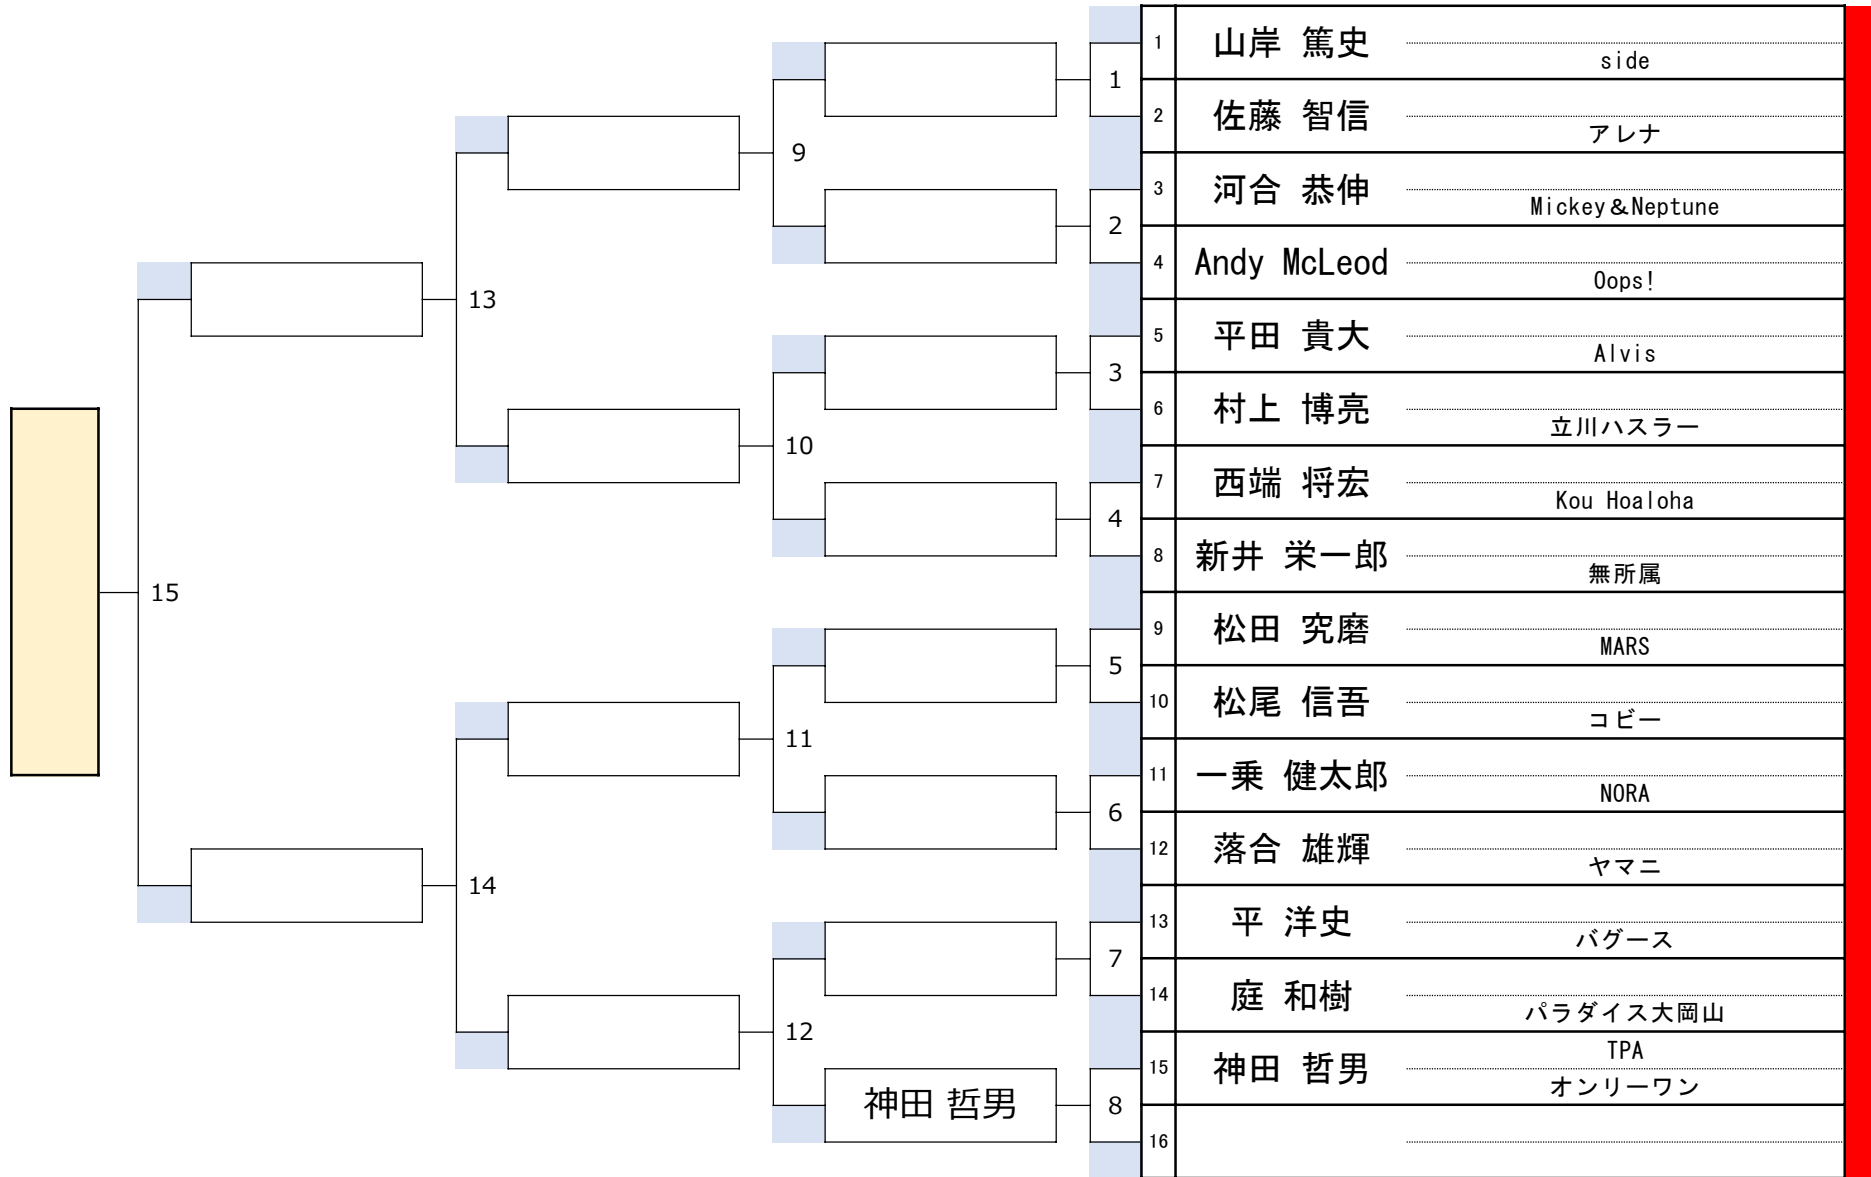 1 山岸 篤史
side
1
2 佐藤 智信
アレナ
9
3 河合 恭伸
Mickey＆Neptune
2
4 Andy McLeod
Oops!
13
5 平田 貴大
Alvis
3
6 村上 博亮
立川ハスラー
10
7 西端 将宏
Kou Hoaloha
4
8 新井 栄一郎
無所属
15
9 松田 究磨
MARS
5
10 松尾 信吾
コビー
11
11 一乗 健太郎
NORA
6
12 落合 雄輝
ヤマニ
14
13 平 洋史
バグース
7
14 庭 和樹
パラダイス大岡山
12
TPA
15 神田 哲男
オンリーワン
神田 哲男
8
16